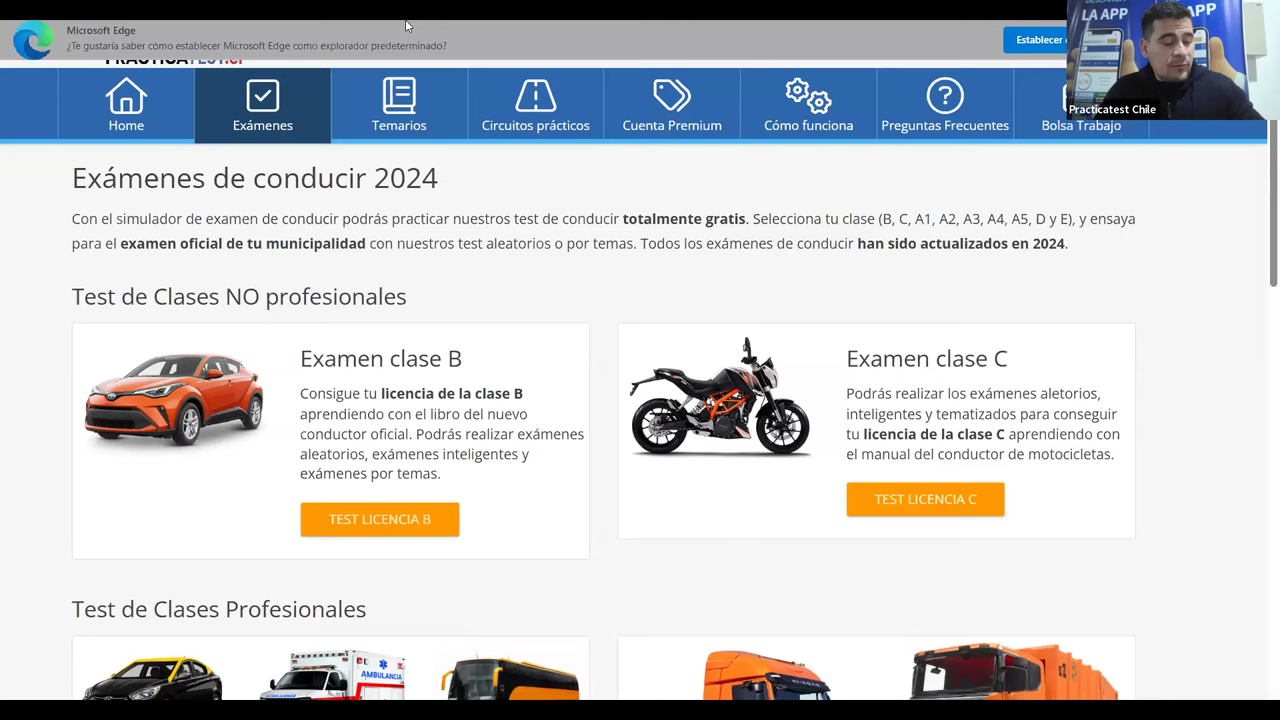 Microsoft Edge
¿Te gustaría saber cómo establecer Microsoft Edge como explorador predeterminado?
Establecer
DESCARGA
LA APP
LA APP
Practicatest Chile
Home
Exámenes
Temarios
Circuitos prácticos
Cuenta Premium
Cómo funciona
Preguntas Frecuentes
Bolsa Trabajo
Exámenes de conducir 2024
Con el simulador de examen de conducir podrás practicar nuestros test de conducir totalmente gratis. Selecciona tu clase (B, C, A1, A2, A3, A4, A5, D y E), y ensaya
para el examen oficial de tu municipalidad con nuestros test aleatorios o por temas. Todos los exámenes de conducir han sido actualizados en 2024.
Test de Clases NO profesionales
Examen clase B
Consigue tu licencia de la clase B
aprendiendo con el libro del nuevo
conductor oficial. Podrás realizar exámenes
aleatorios, exámenes inteligentes y
exámenes por temas.
TEST LICENCIA B
Examen clase C
Podrás realizar los exámenes aletorios,
inteligentes y tematizados para conseguir
tu licencia de la clase C aprendiendo con
el manual del conductor de motocicletas.
TEST LICENCIA C
Test de Clases Profesionales
AMBULANCIA